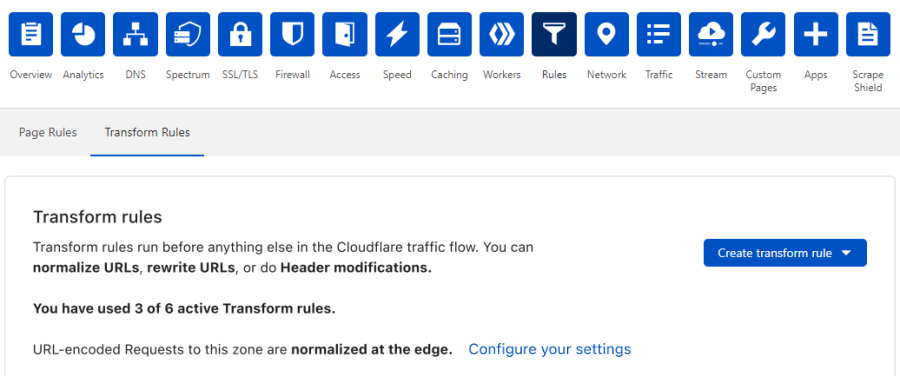 Overview Analytics DNS Spectrum SSL/TLS Firewall Access Speed Caching Workers Rules Network Traffic Stream Custom Pages Apps Scrape Shield
Page Rules Transform Rules
Transform rules
Transform rules run before anything else in the Cloudflare traffic flow. You can
normalize URLs, rewrite URLs, or do Header modifications.
Create transform rule
You have used 3 of 6 active Transform rules.
URL-encoded Requests to this zone are normalized at the edge. Configure your settings